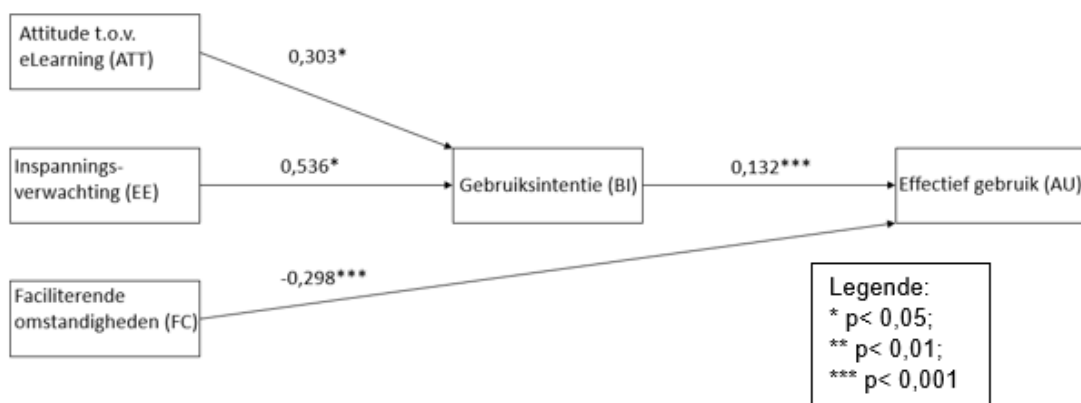 Attitude t.o.v.
eLearning (ATT)
0,303*
Inspannings-
verwachting (EE)
0,536*
Gebruiksintentie (BI)
0,132***
Effectief gebruik (AU)
Faciliterende
omstandigheden (FC)
-0,298***
Legende:
* p< 0,05;
** p< 0,01;
*** p< 0,001